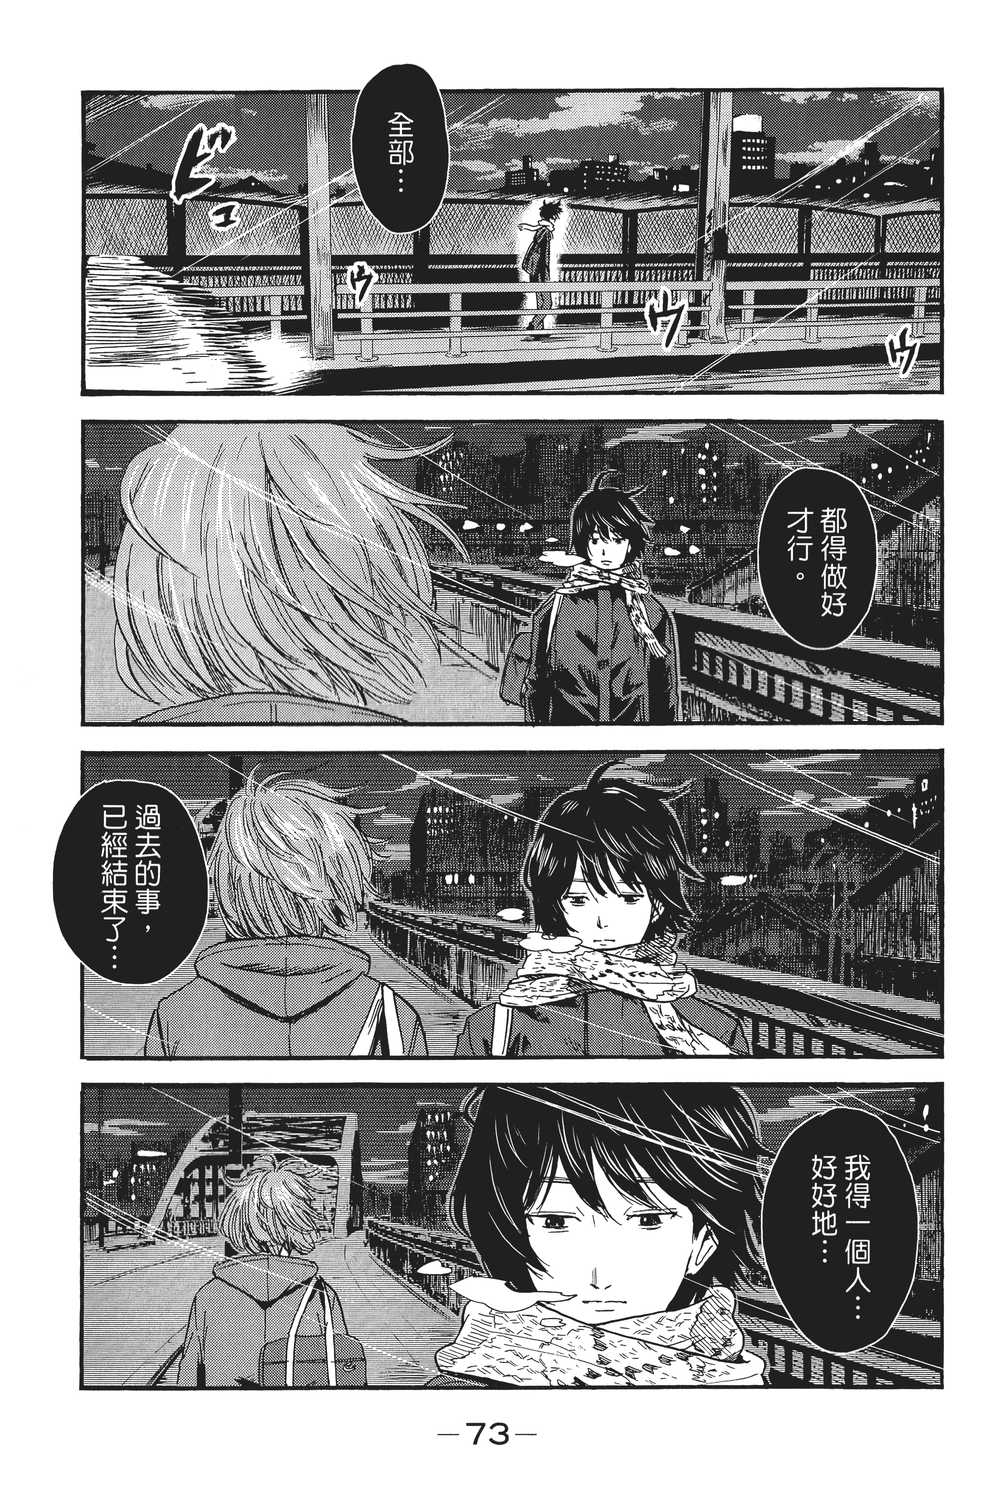 全部…
ビュ
ウ
ウ
ウ
都得做好
才行。
過去的事，
已經結束了…
我得一個人…
好好地…
—73—